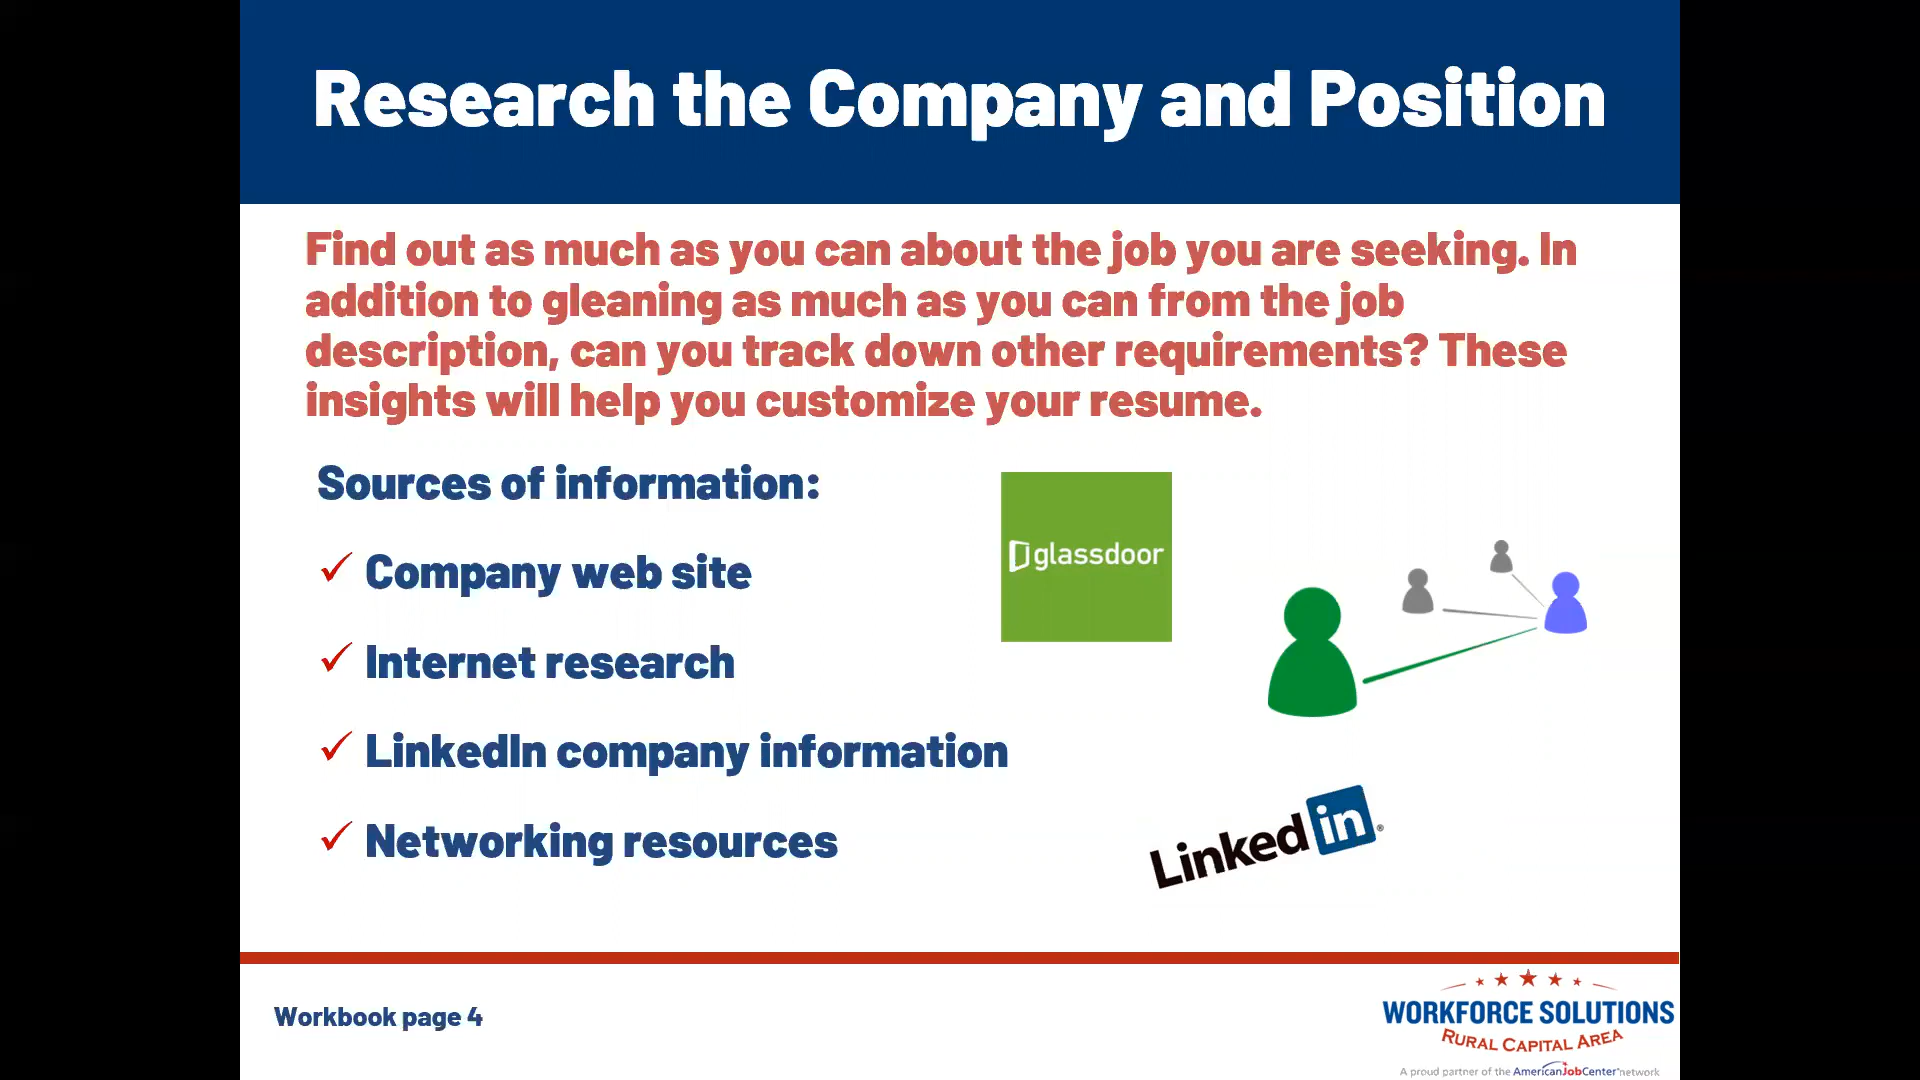 Research the Company and Position
Find out as much as you can about the job you are seeking. In
addition to gleaning as much as you can from the job
description, can you track down other requirements? These
insights will help you customize your resume.
Sources of information:
✓ Company web site
✓ Internet research
✓ LinkedIn company information
✓ Networking resources
glassdoor
Linked in®
Workbook page 4
WORKFORCE SOLUTIONS
RURAL CAPITAL AREA
A proud partner of the AmericanJobCenter® network